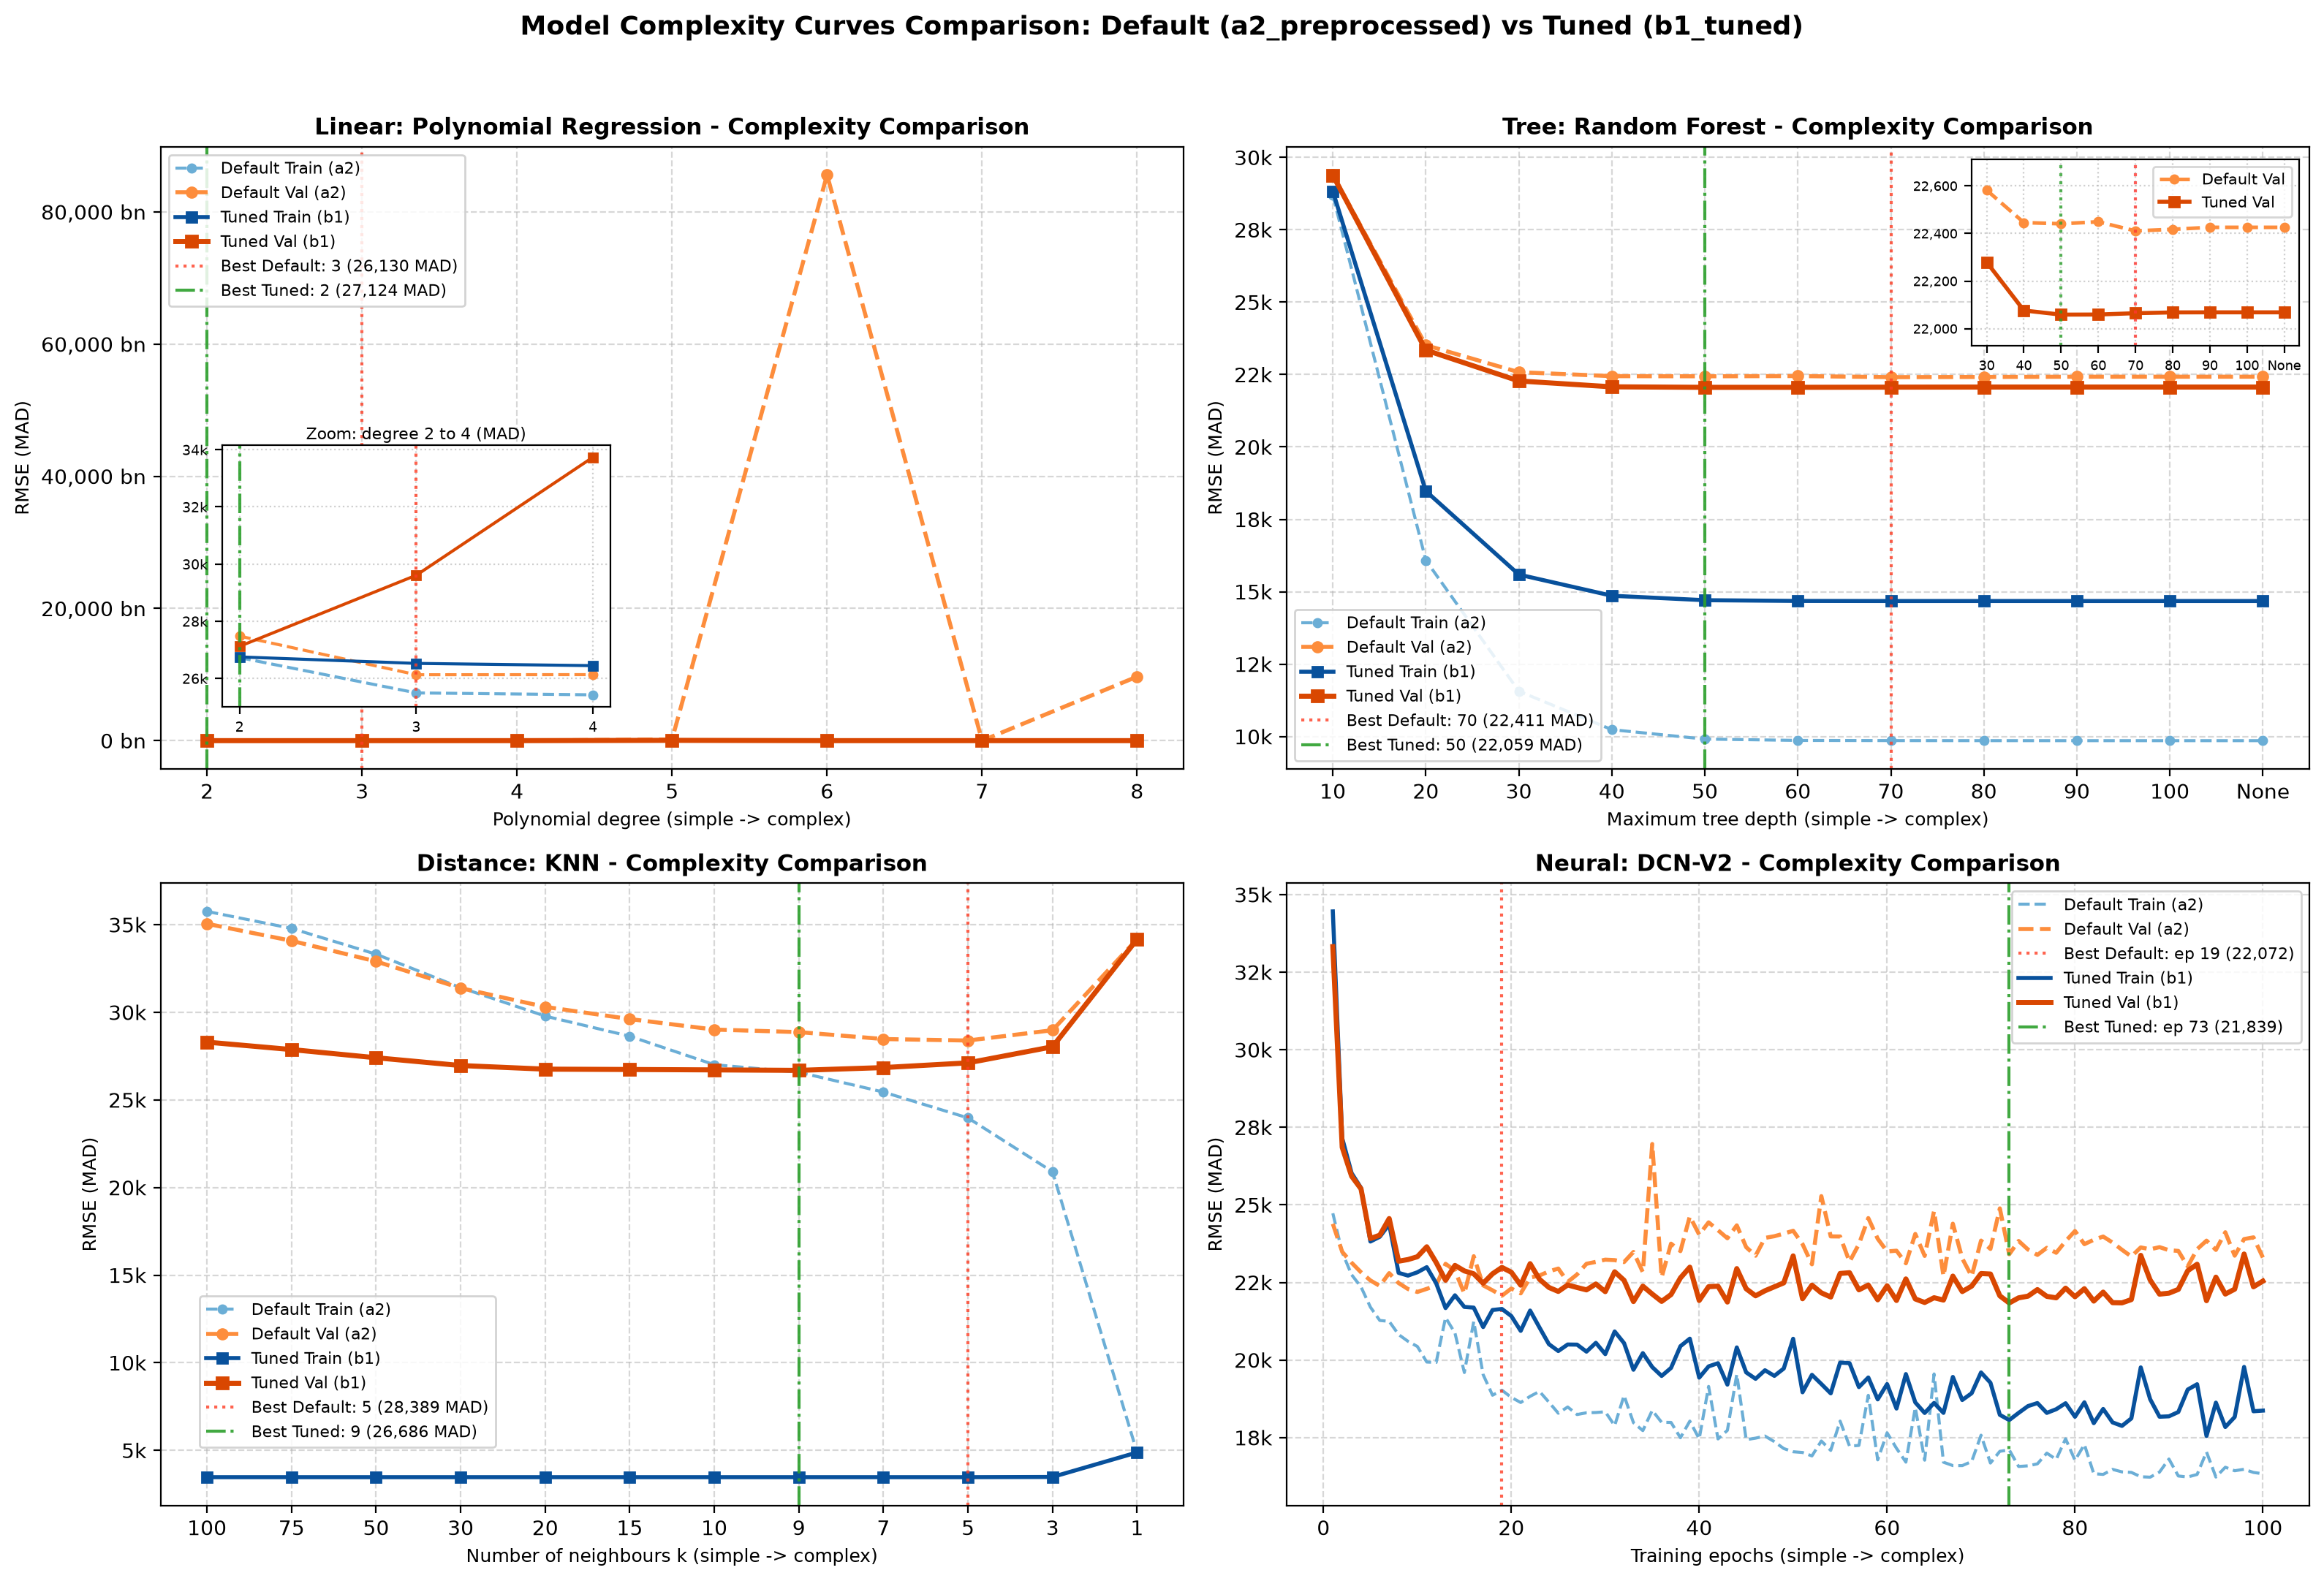 Model Complexity Curves Comparison: Default (a2_preprocessed) vs Tuned (b1_tuned)
Linear: Polynomial Regression - Complexity Comparison
RMSE (MAD)
80,000 bn
60,000 bn
40,000 bn
20,000 bn
0 bn
Default Train (a2)
Default Val (a2)
Tuned Train (b1)
Tuned Val (b1)
Best Default: 3 (26,130 MAD)
Best Tuned: 2 (27,124 MAD)
Zoom: degree 2 to 4 (MAD)
34k
32k
30k
28k
26k
2 3 4
2 3 4 5 6 7 8
Polynomial degree (simple -> complex)
Tree: Random Forest - Complexity Comparison
RMSE (MAD)
30k
28k
25k
22k
20k
18k
15k
12k
10k
22,600
22,400
22,200
22,000
Default Val
Tuned Val
30 40 50 60 70 80 90 100 None
Default Train (a2)
Default Val (a2)
Tuned Train (b1)
Tuned Val (b1)
Best Default: 70 (22,411 MAD)
Best Tuned: 50 (22,059 MAD)
10 20 30 40 50 60 70 80 90 100 None
Maximum tree depth (simple -> complex)
Distance: KNN - Complexity Comparison
RMSE (MAD)
35k
30k
25k
20k
15k
10k
5k
Default Train (a2)
Default Val (a2)
Tuned Train (b1)
Tuned Val (b1)
Best Default: 5 (28,389 MAD)
Best Tuned: 9 (26,686 MAD)
100 75 50 30 20 15 10 9 7 5 3 1
Number of neighbours k (simple -> complex)
Neural: DCN-V2 - Complexity Comparison
RMSE (MAD)
35k
32k
30k
28k
25k
22k
20k
18k
Default Train (a2)
Default Val (a2)
Best Default: ep 19 (22,072)
Tuned Train (b1)
Tuned Val (b1)
Best Tuned: ep 73 (21,839)
0 20 40 60 80 100
Training epochs (simple -> complex)